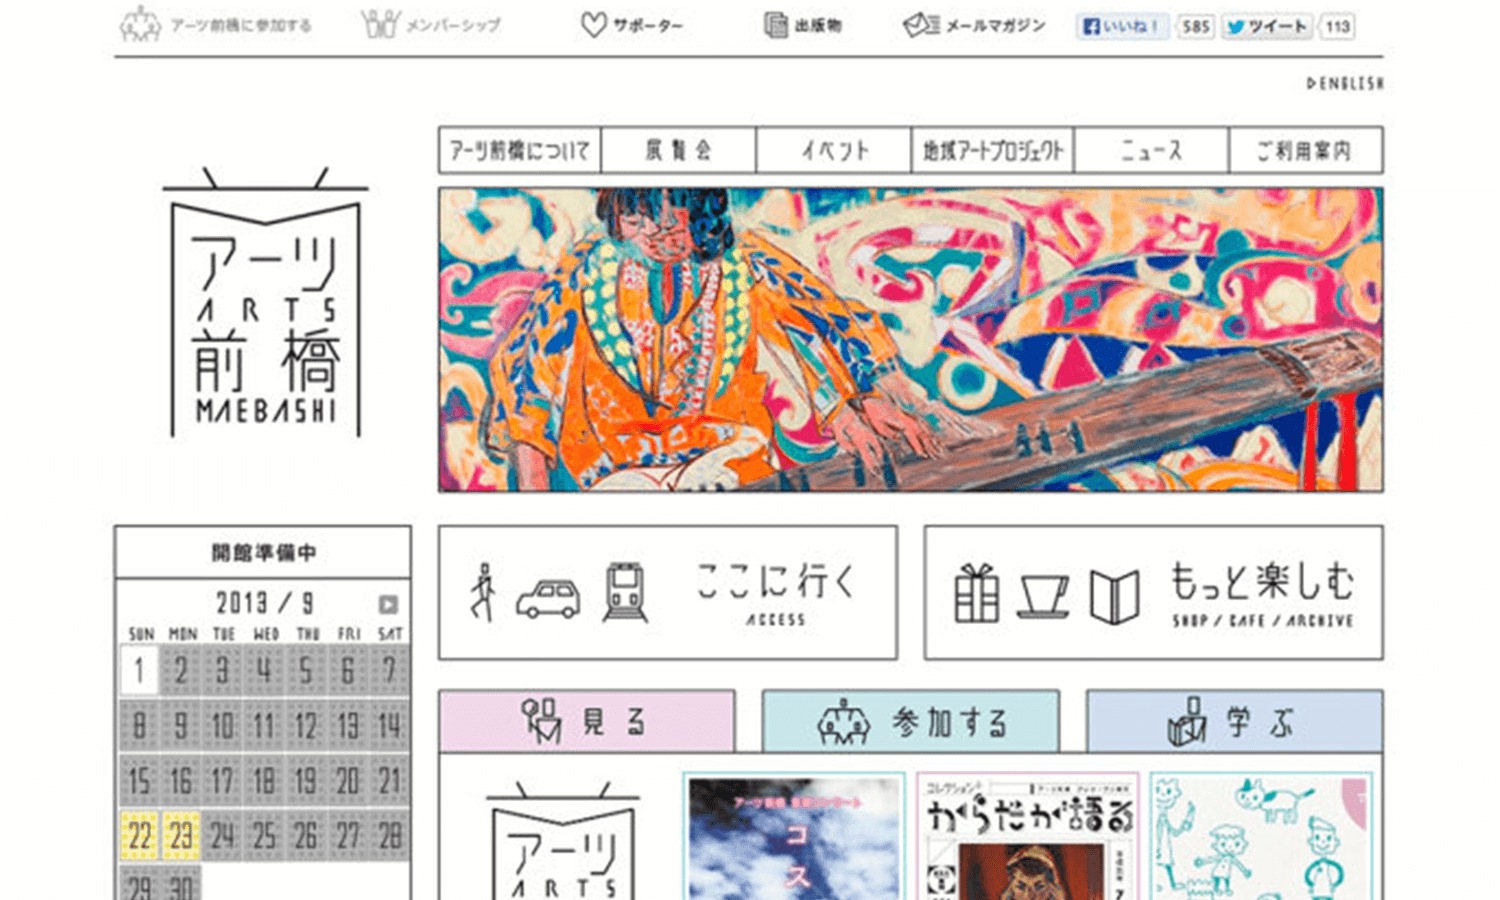 アーツ前橋に参加する
メンバーシップ
サポーター
出版物
メールマガジン
いいね！ 585
ツイート 113
ENGLISH
アーツ前橋について
展覧会
イベント
地域アートプロジェクト
ニュース
ご利用案内
アーツ
ARTS
前橋
MAEBASHI
開館準備中
2013 / 9
SUN MON TUE WED THU FRI SAT
1 2 3 4 5 6 7
8 9 10 11 12 13 14
15 16 17 18 19 20 21
22 23 24 25 26 27 28
29 30
ここに行く
ACCESS
もっと楽しむ
SHOP / CAFE / ARCHIVE
見る
参加する
学ぶ
アーツ
ARTS
コス
コレクション+
からだが語る